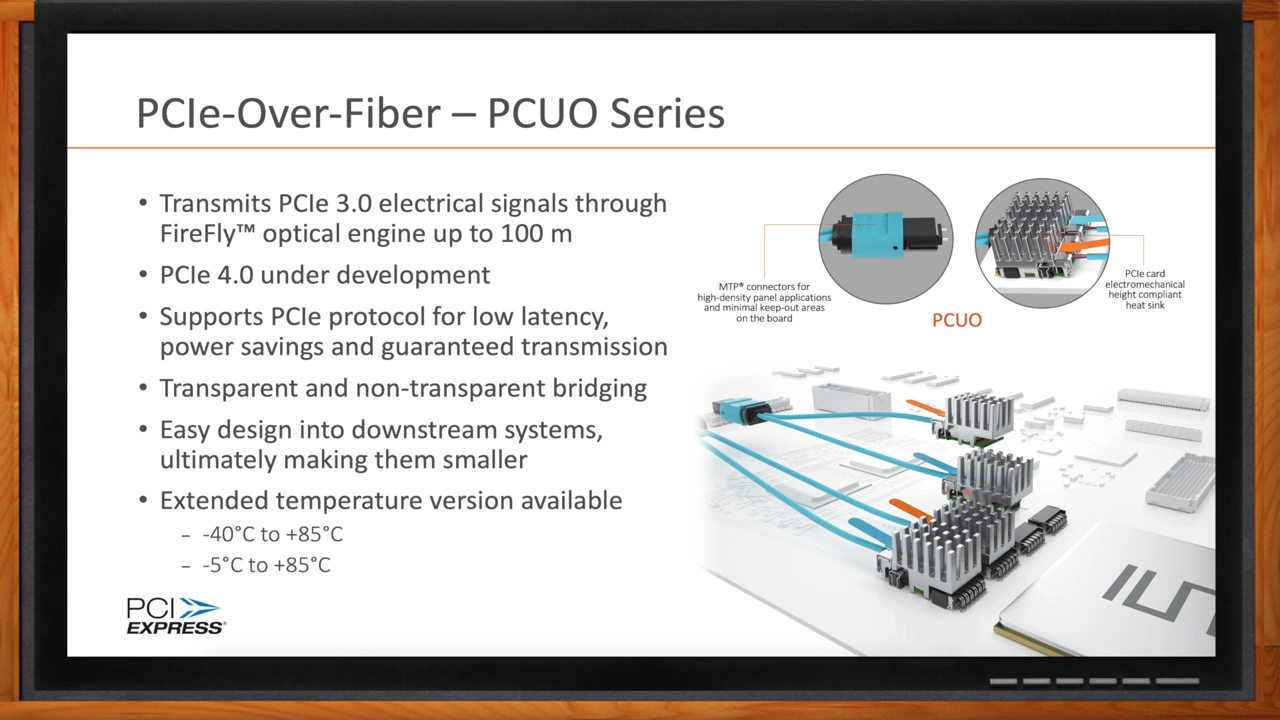 PCIe-Over-Fiber – PCUO Series
• Transmits PCIe 3.0 electrical signals through
FireFly™ optical engine up to 100 m
• PCIe 4.0 under development
• Supports PCIe protocol for low latency,
power savings and guaranteed transmission
• Transparent and non-transparent bridging
• Easy design into downstream systems,
ultimately making them smaller
• Extended temperature version available
– -40°C to +85°C
– -5°C to +85°C
PCI
EXPRESS®
MTP® connectors for
high-density panel applications
and minimal keep-out areas
on the board
PCIe card
electromechanical
height compliant
heat sink
PCUO